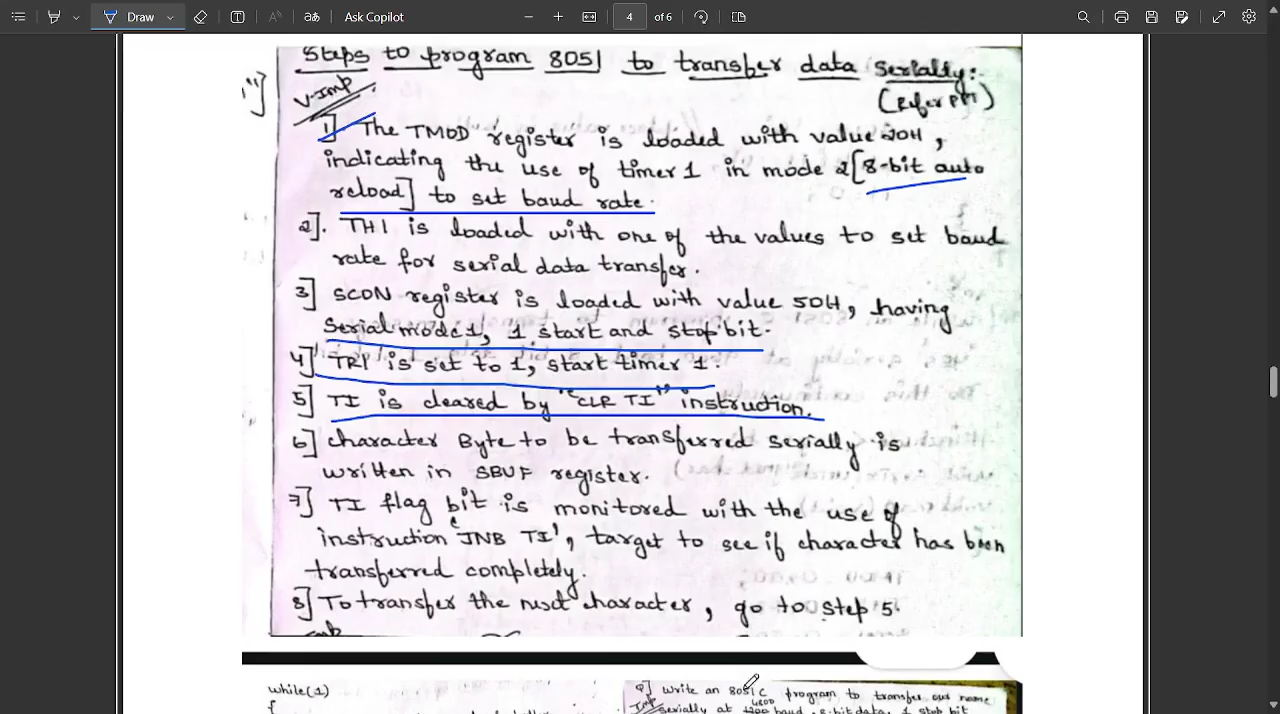 Draw
Ask Copilot
4 of 6
Steps to program 8051 to transfer data serially:-
(Refer
V-Imp
1] The TMOD register is loaded with value 20H,
indicating the use of timer 1 in mode 2[8-bit auto
reload] to set baud rate.
2]. TH1 is loaded with one of the values to set baud
rate for serial data transfer.
3] SCON register is loaded with value 50H, having
Serial mode 1, 1 start and stop bit.
4] TR1 is set to 1, start timer 1.
5] TI is cleared by "CLR TI" instruction.
6] character Byte to be transferred serially is
written in SBUF register.
7] TI flag bit is monitored with the use of
instruction 'JNB TI', target to see if character has been
transferred completely.
8] To transfer the next character, go to step 5.
while(1)
{
Q] Write an 8051 C program to transfer our name
Imp serially at 4800 baud, 8-bit data, 1 stop bit